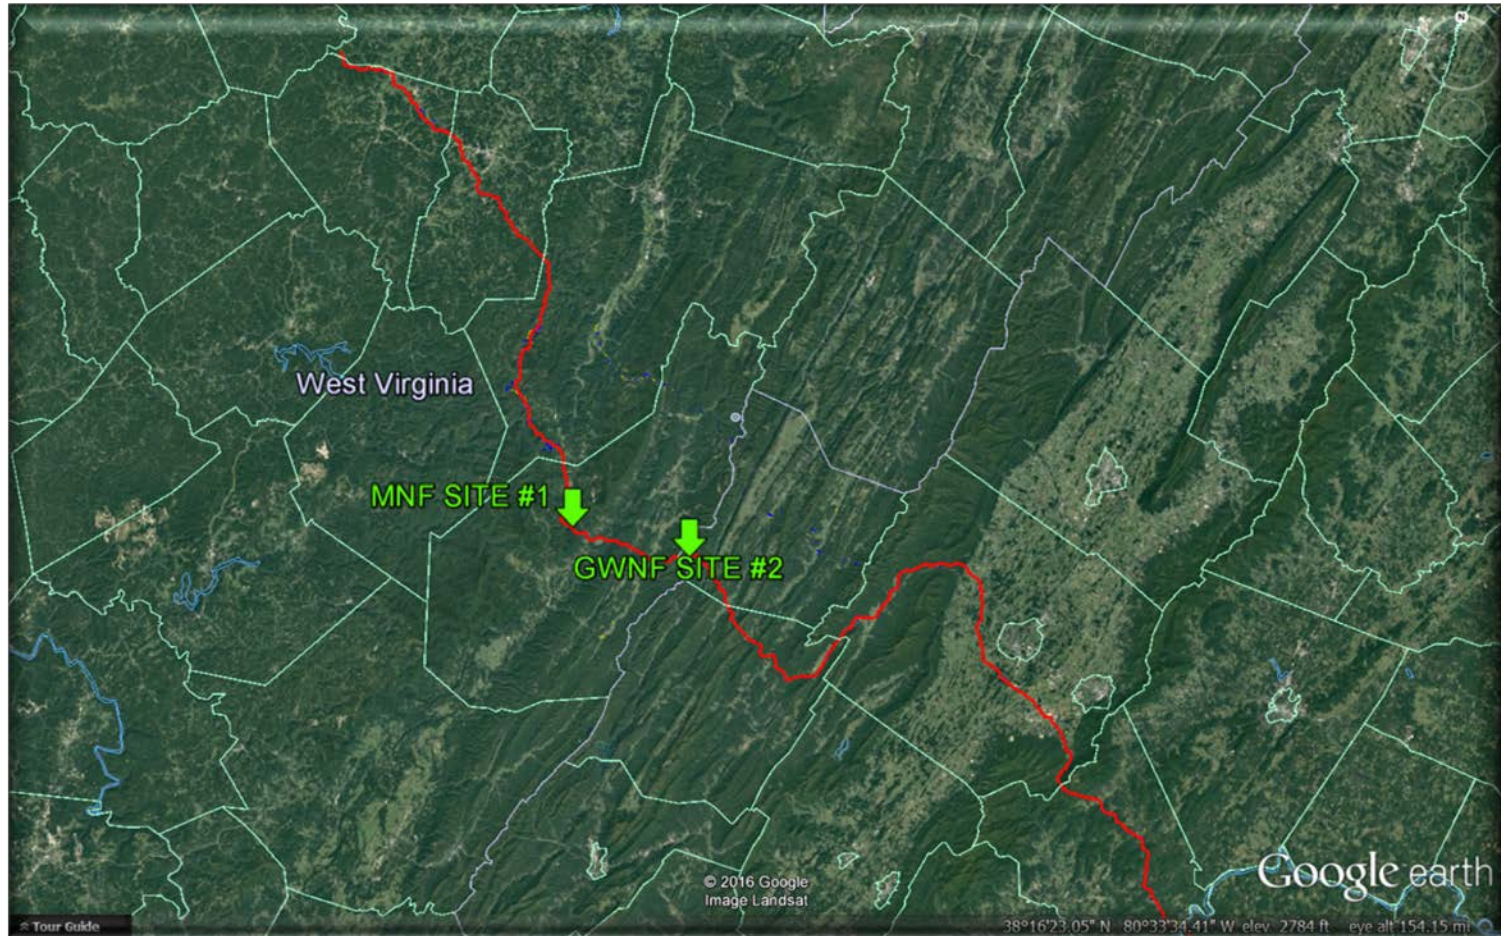 West Virginia
MNF SITE #1
GWNF SITE #2
© 2016 Google
Image Landsat
Google earth
Tour Guide
38°16'23.05" N 80°33'34.41" W elev 2784 ft eye alt 154.15 mi
N